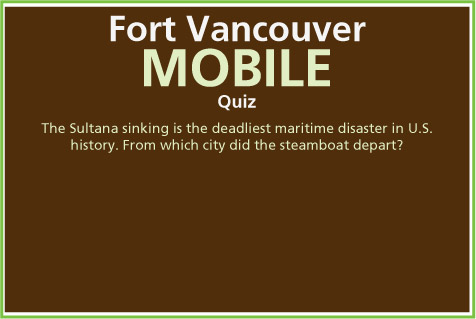 Fort Vancouver
MOBILE
Quiz
The Sultana sinking is the deadliest maritime disaster in U.S.
history. From which city did the steamboat depart?